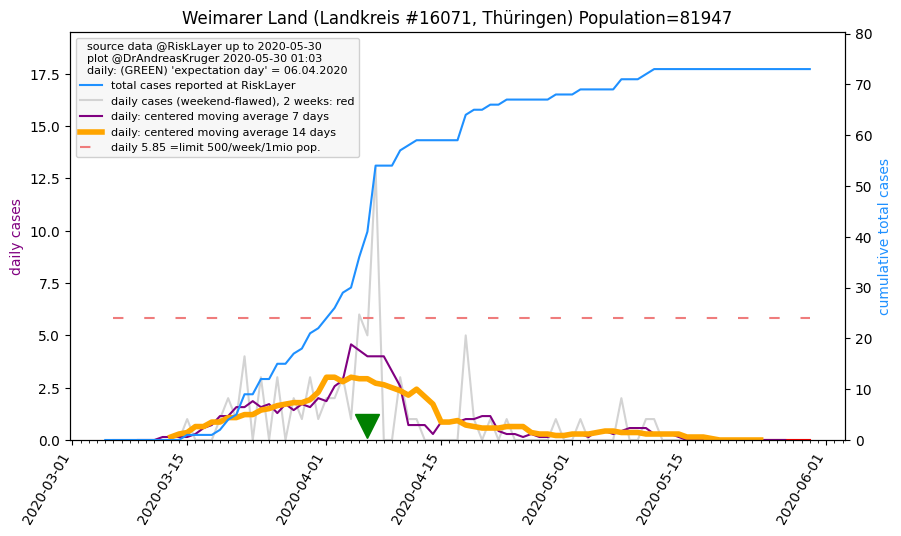 Weimarer Land (Landkreis #16071, Thüringen) Population=81947
source data @RiskLayer up to 2020-05-30
plot @DrAndreasKruger 2020-05-30 01:03
daily: (GREEN) 'expectation day' = 06.04.2020
total cases reported at RiskLayer
daily cases (weekend-flawed), 2 weeks: red
daily: centered moving average 7 days
daily: centered moving average 14 days
daily 5.85 =limit 500/week/1mio pop.
daily cases
17.5
15.0
12.5
10.0
7.5
5.0
2.5
0.0
cumulative total cases
80
70
60
50
40
30
20
10
0
2020-03-01
2020-03-15
2020-04-01
2020-04-15
2020-05-01
2020-05-15
2020-06-01